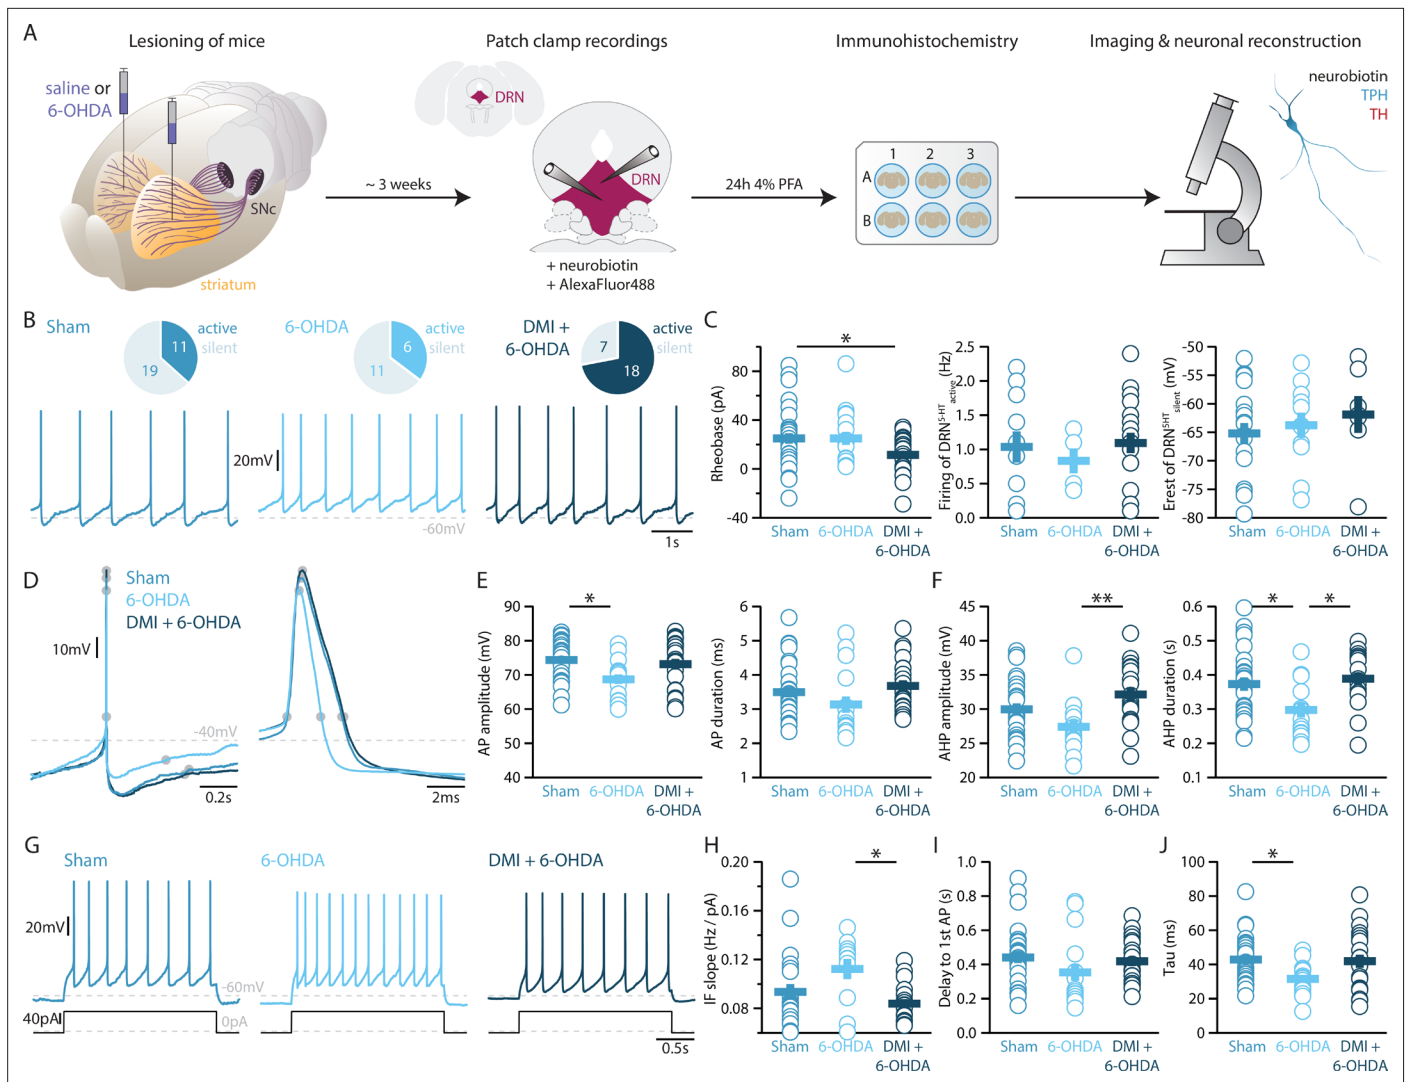 A
Lesioning of mice
Patch clamp recordings
Immunohistochemistry
Imaging & neuronal reconstruction
saline or
6-OHDA
SNc
striatum
~ 3 weeks
DRN
DRN
+ neurobiotin
+ AlexaFluor488
24h 4% PFA
1 2 3
A
B
neurobiotin
TPH
TH
B
Sham
11
19
active
silent
6-OHDA
6
11
active
silent
DMI +
6-OHDA
7
18
active
silent
20mV
-60mV
1s
C
Rheobase (pA)
80
40
0
-40
*
Sham 6-OHDA DMI +
6-OHDA
Firing of DRN5-HT active (Hz)
2.5
2.0
1.5
1.0
0.5
0.0
Sham 6-OHDA DMI +
6-OHDA
Erest of DRN5HT silent (mV)
-50
-55
-60
-65
-70
-75
-80
Sham 6-OHDA DMI +
6-OHDA
D
Sham
6-OHDA
DMI + 6-OHDA
10mV
-40mV
0.2s
2ms
E
AP amplitude (mV)
90
80
70
60
50
40
*
Sham 6-OHDA DMI +
6-OHDA
AP duration (ms)
6
5
4
3
2
1
Sham 6-OHDA DMI +
6-OHDA
F
AHP amplitude (mV)
45
40
35
30
25
20
**
Sham 6-OHDA DMI +
6-OHDA
AHP duration (s)
0.6
0.5
0.4
0.3
0.2
0.1
* *
Sham 6-OHDA DMI +
6-OHDA
G
Sham
6-OHDA
DMI + 6-OHDA
20mV
-60mV
40pA
0pA
0.5s
H
IF slope (Hz / pA)
0.20
0.16
0.12
0.08
*
Sham 6-OHDA DMI +
6-OHDA
I
Delay to 1st AP (s)
1.0
0.8
0.6
0.4
0.2
0.0
Sham 6-OHDA DMI +
6-OHDA
J
Tau (ms)
100
80
60
40
20
0
*
Sham 6-OHDA DMI +
6-OHDA